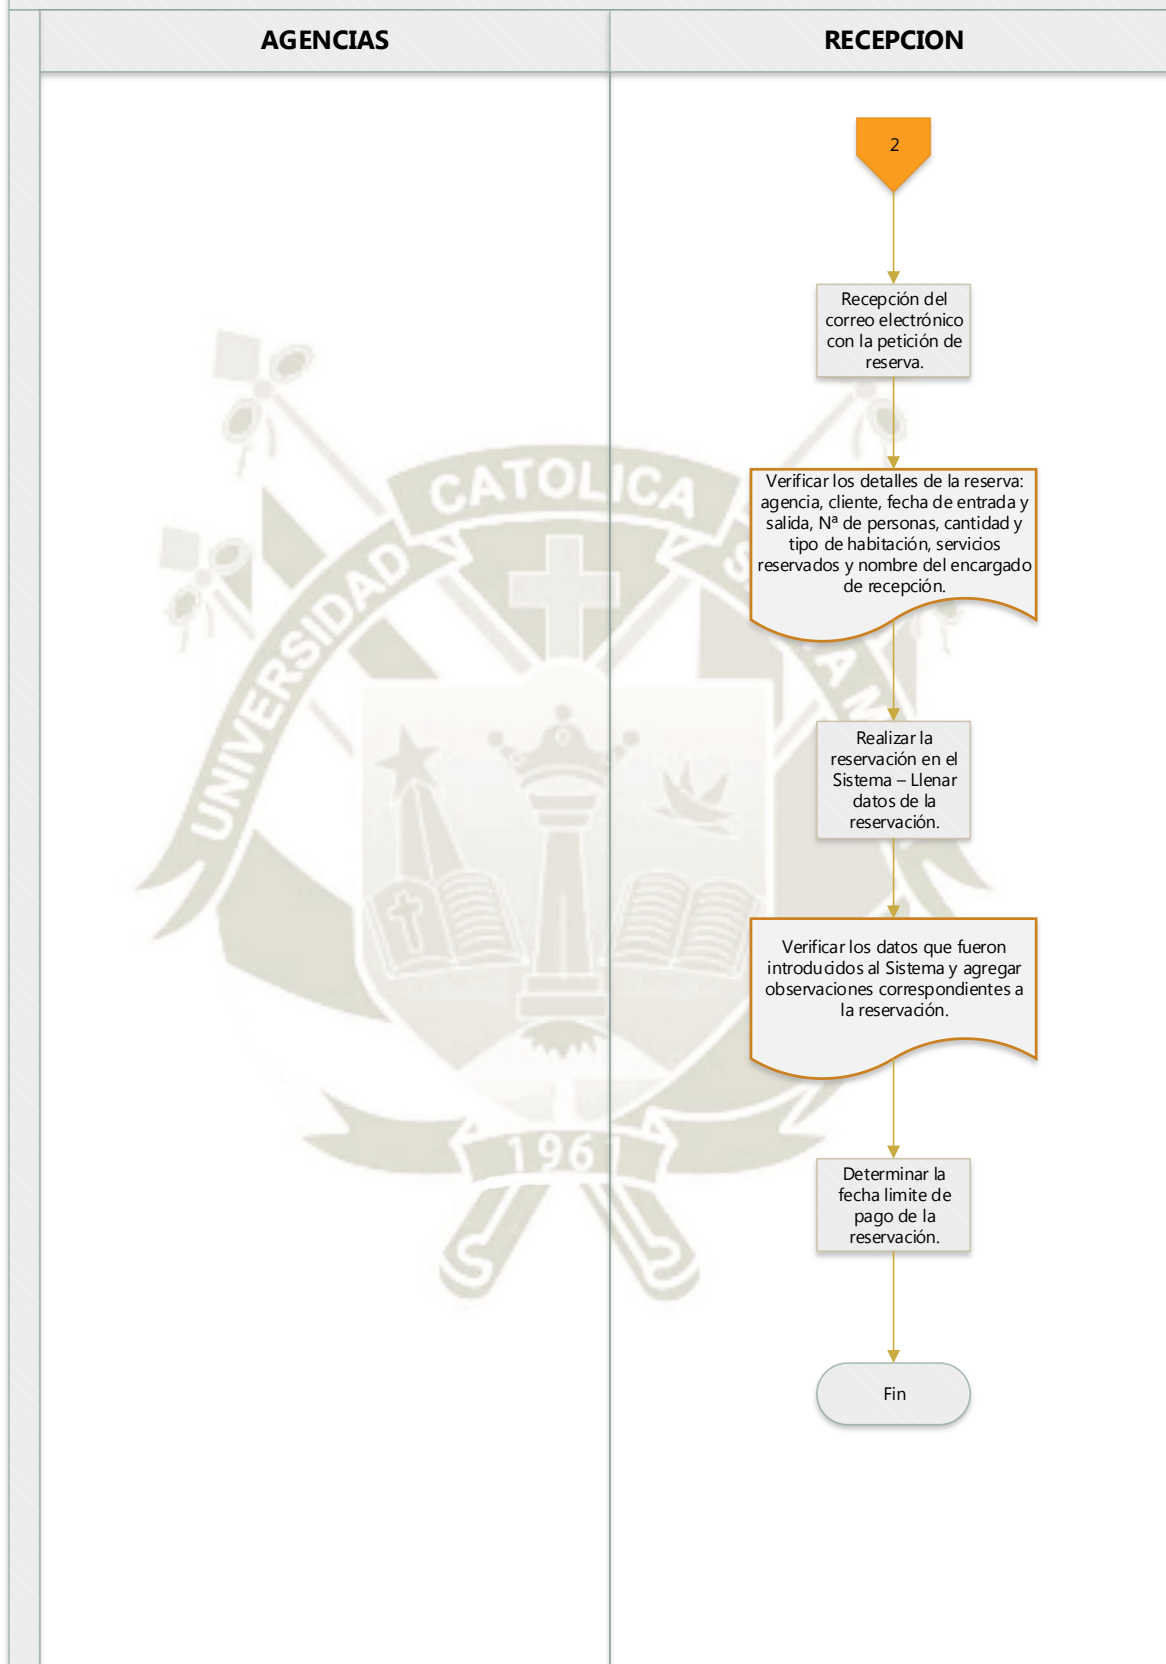 AGENCIAS
RECEPCION
2
Recepción del
correo electrónico
con la petición de
reserva.
Verificar los detalles de la reserva:
agencia, cliente, fecha de entrada y
salida, Nª de personas, cantidad y
tipo de habitación, servicios
reservados y nombre del encargado
de recepción.
Realizar la
reservación en el
Sistema – Llenar
datos de la
reservación.
Verificar los datos que fueron
introducidos al Sistema y agregar
observaciones correspondientes a
la reservación.
Determinar la
fecha limite de
pago de la
reservación.
Fin
UNIVERSIDAD
CATOLICA
1961